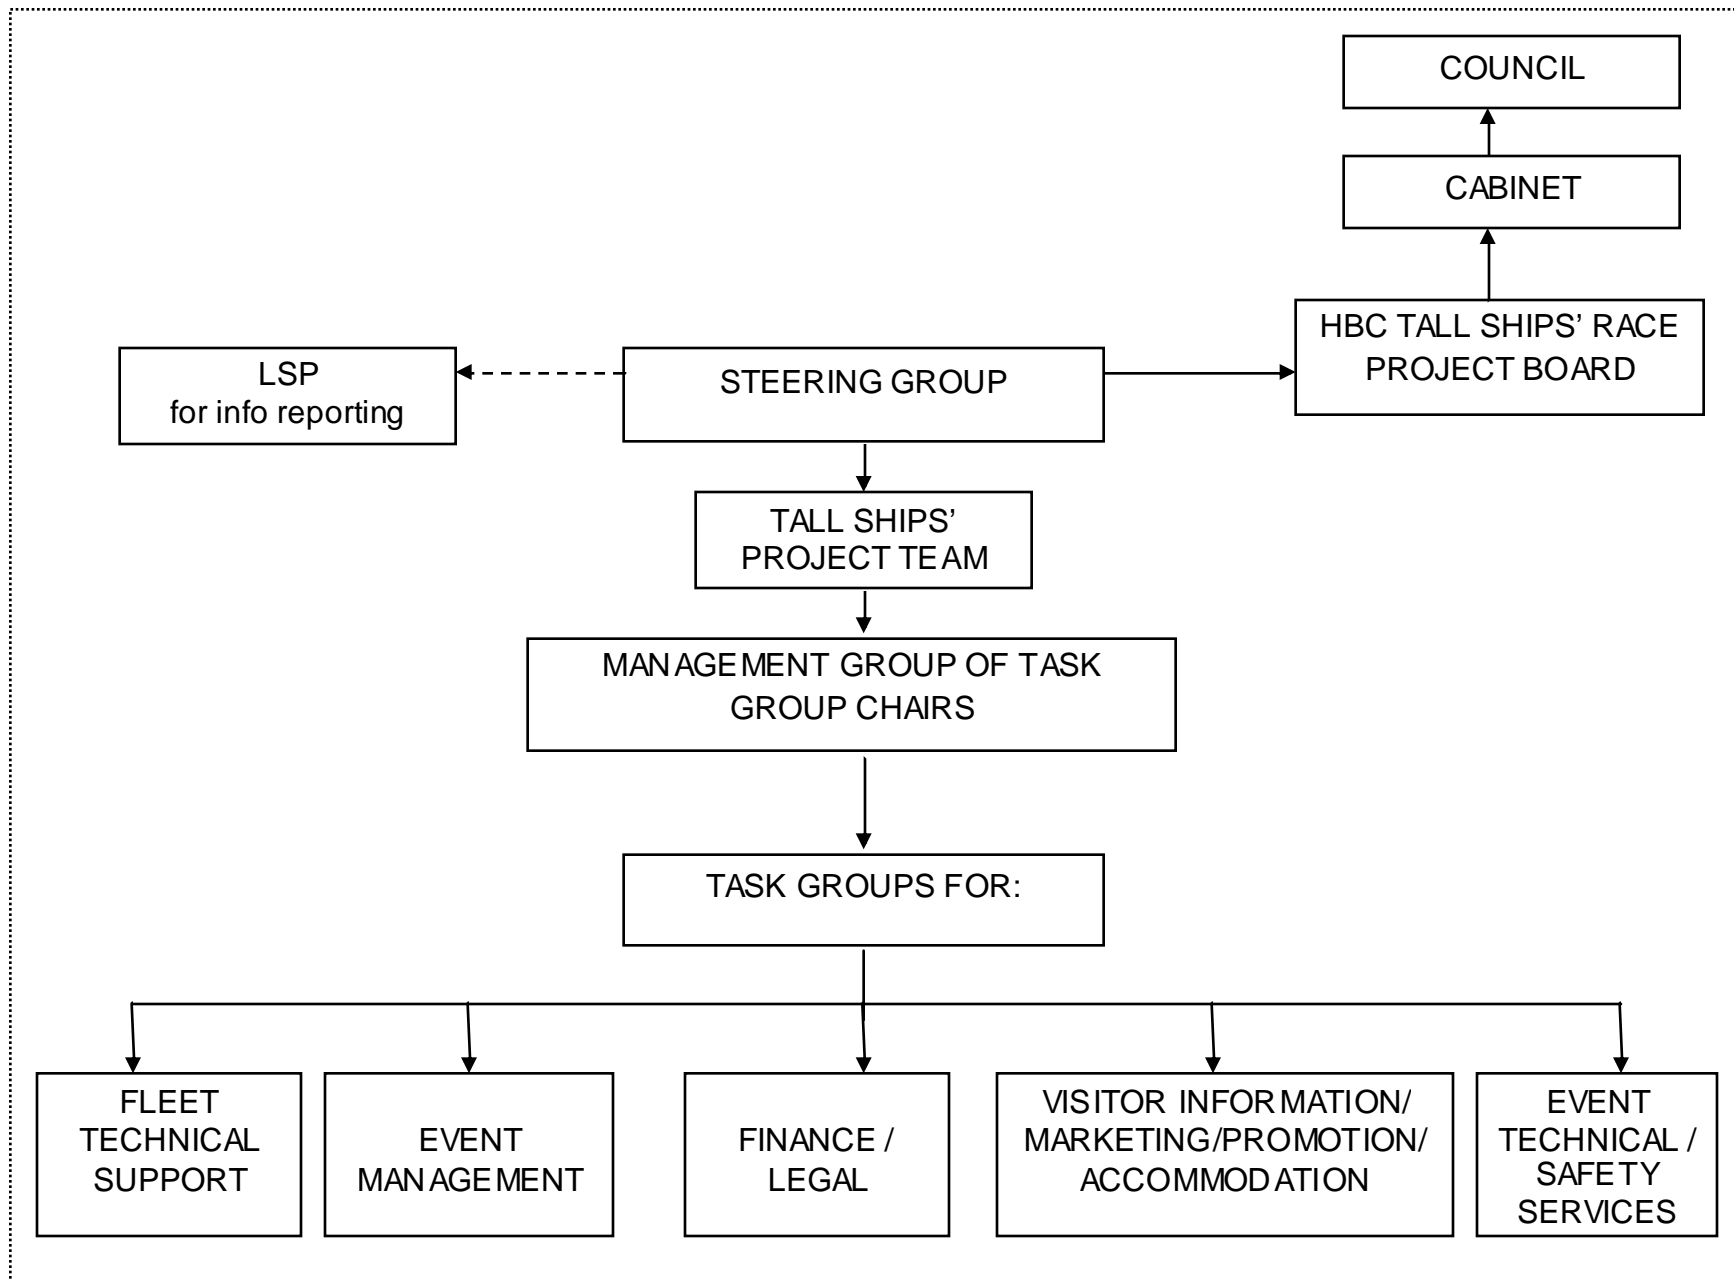 COUNCIL
CABINET
HBC TALL SHIPS’ RACE
PROJECT BOARD
LSP
for info reporting
STEERING GROUP
TALL SHIPS’
PROJECT TEAM
MANAGEMENT GROUP OF TASK
GROUP CHAIRS
TASK GROUPS FOR:
FLEET
TECHNICAL
SUPPORT
EVENT
MANAGEMENT
FINANCE /
LEGAL
VISITOR INFORMATION/
MARKETING/PROMOTION/
ACCOMMODATION
EVENT
TECHNICAL /
SAFETY
SERVICES